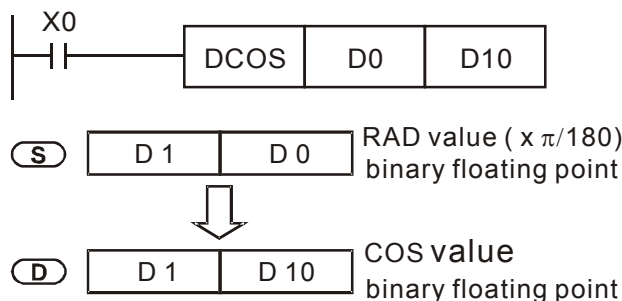 X0
DCOS D0 D10
S D 1 D 0 RAD value ( x π/180)
binary floating point
D D 1 D 10 COS value
binary floating point